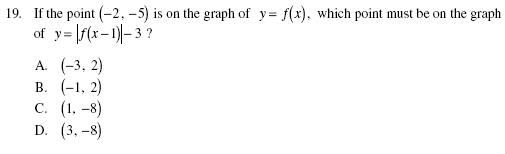 19. If the point (−2, −5) is on the graph of y = f(x), which point must be on the graph
of y = |f(x − 1)| − 3 ?
A. (−3, 2)
B. (−1, 2)
C. (1, −8)
D. (3, −8)